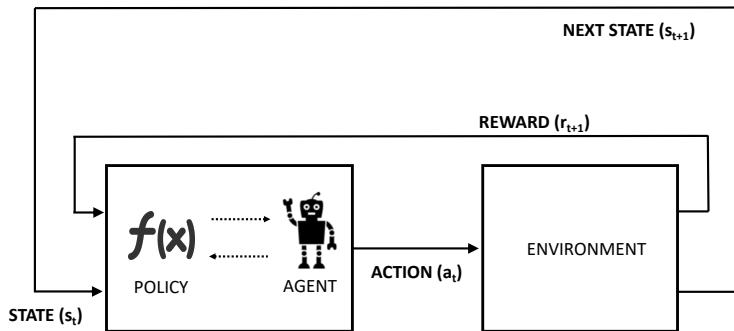 NEXT STATE (sₜ₊₁)
REWARD (rₜ₊₁)
f(x)
POLICY
AGENT
ACTION (aₜ)
ENVIRONMENT
STATE (sₜ)